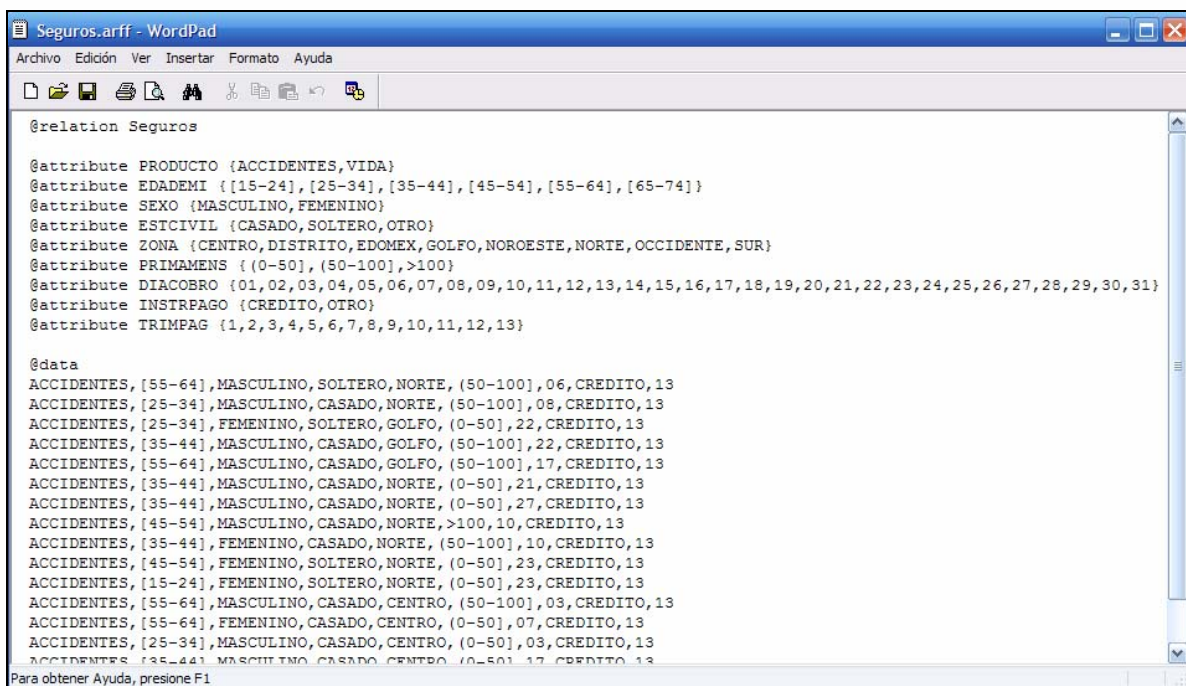 Seguros.arff - WordPad
Archivo Edición Ver Insertar Formato Ayuda
@relation Seguros
@attribute PRODUCTO {ACCIDENTES,VIDA}
@attribute EDADEMI {[15-24],[25-34],[35-44],[45-54],[55-64],[65-74]}
@attribute SEXO {MASCULINO,FEMENINO}
@attribute ESTCIVIL {CASADO,SOLTERO,OTRO}
@attribute ZONA {CENTRO,DISTRITO,EDOMEX,GOLFO,NOROESTE,NORTE,OCCIDENTE,SUR}
@attribute PRIMAMENS {(0-50],(50-100],>100}
@attribute DIACOBRO {01,02,03,04,05,06,07,08,09,10,11,12,13,14,15,16,17,18,19,20,21,22,23,24,25,26,27,28,29,30,31}
@attribute INSTRPAGO {CREDITO,OTRO}
@attribute TRIMPAG {1,2,3,4,5,6,7,8,9,10,11,12,13}
@data
ACCIDENTES,[55-64],MASCULINO,SOLTERO,NORTE,(50-100],06,CREDITO,13
ACCIDENTES,[25-34],MASCULINO,CASADO,NORTE,(50-100],08,CREDITO,13
ACCIDENTES,[25-34],FEMENINO,SOLTERO,GOLFO,(0-50],22,CREDITO,13
ACCIDENTES,[35-44],MASCULINO,CASADO,GOLFO,(50-100],22,CREDITO,13
ACCIDENTES,[55-64],MASCULINO,CASADO,GOLFO,(50-100],17,CREDITO,13
ACCIDENTES,[35-44],MASCULINO,CASADO,NORTE,(0-50],21,CREDITO,13
ACCIDENTES,[35-44],MASCULINO,CASADO,NORTE,(0-50],27,CREDITO,13
ACCIDENTES,[45-54],MASCULINO,CASADO,NORTE,>100,10,CREDITO,13
ACCIDENTES,[35-44],FEMENINO,CASADO,NORTE,(50-100],10,CREDITO,13
ACCIDENTES,[45-54],FEMENINO,SOLTERO,NORTE,(0-50],23,CREDITO,13
ACCIDENTES,[15-24],FEMENINO,SOLTERO,NORTE,(0-50],23,CREDITO,13
ACCIDENTES,[55-64],MASCULINO,CASADO,CENTRO,(50-100],03,CREDITO,13
ACCIDENTES,[55-64],FEMENINO,CASADO,CENTRO,(0-50],07,CREDITO,13
ACCIDENTES,[25-34],MASCULINO,CASADO,CENTRO,(0-50],03,CREDITO,13
ACCIDENTES,[35-44],MASCULINO,CASADO,CENTRO,(0-50],17,CREDITO,13
Para obtener Ayuda, presione F1